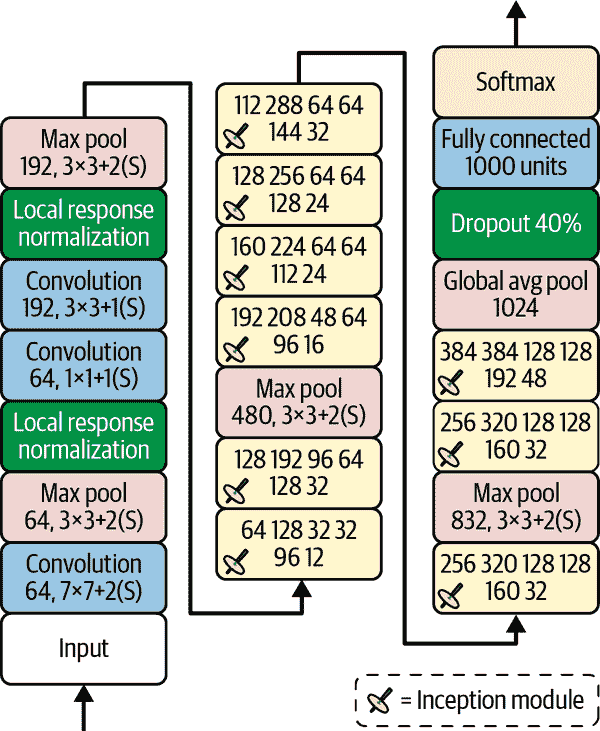 Max pool
192, 3×3+2(S)
Local response
normalization
Convolution
192, 3×3+1(S)
Convolution
64, 1×1+1(S)
Local response
normalization
Max pool
64, 3×3+2(S)
Convolution
64, 7×7+2(S)
Input
112 288 64 64
144 32
128 256 64 64
128 24
160 224 64 64
112 24
192 208 48 64
96 16
Max pool
480, 3×3+2(S)
128 192 96 64
128 32
64 128 32 32
96 12
Softmax
Fully connected
1000 units
Dropout 40%
Global avg pool
1024
384 384 128 128
192 48
256 320 128 128
160 32
Max pool
832, 3×3+2(S)
256 320 128 128
160 32
= Inception module